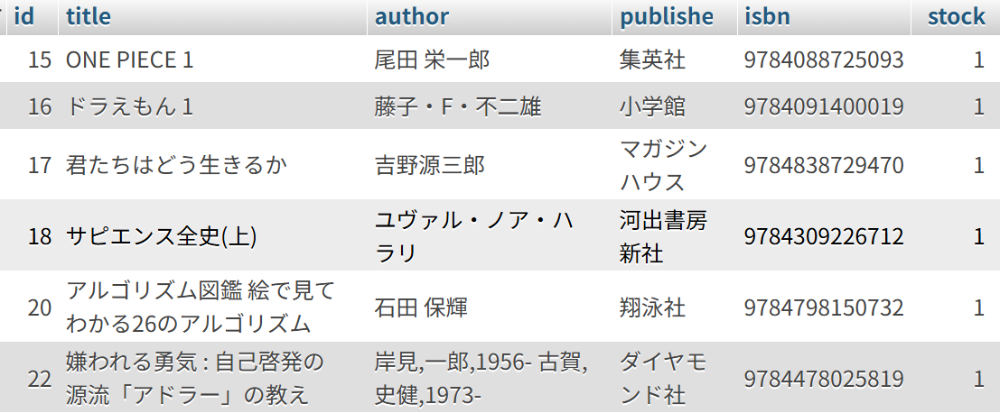 id title author publishe isbn stock
15 ONE PIECE 1 尾田 栄一郎 集英社 9784088725093 1
16 ドラえもん 1 藤子・F・不二雄 小学館 9784091400019 1
17 君たちはどう生きるか 吉野源三郎 マガジン
ハウス 9784838729470 1
18 サピエンス全史(上) ユヴァル・ノア・ハ
ラリ 河出書房
新社 9784309226712 1
20 アルゴリズム図鑑 絵で見て
わかる26のアルゴリズム 石田 保輝 翔泳社 9784798150732 1
22 嫌われる勇気 : 自己啓発の
源流「アドラー」の教え 岸見,一郎,1956- 古賀,
史健,1973- ダイヤモ
ンド社 9784478025819 1